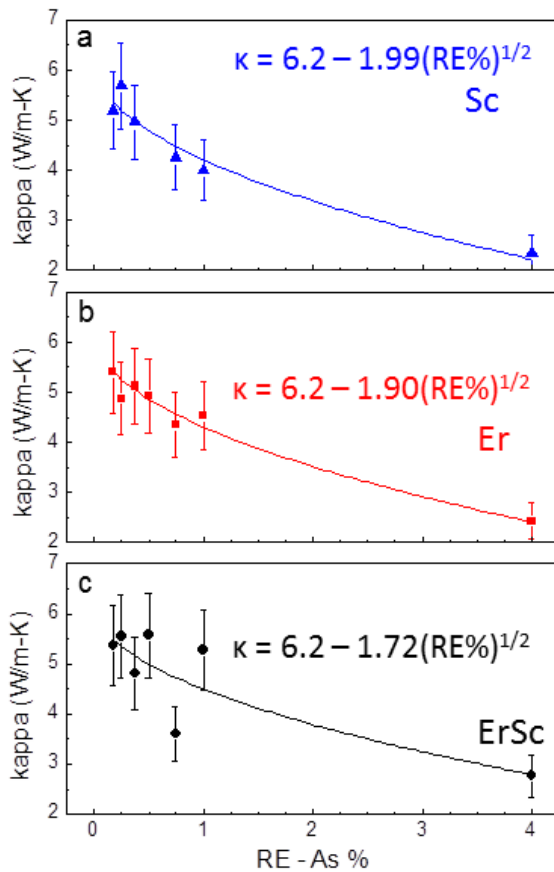 a
κ = 6.2 – 1.99(RE%)^1/2
Sc
kappa (W/m-K)
7
6
5
4
3
2
b
κ = 6.2 – 1.90(RE%)^1/2
Er
kappa (W/m-K)
7
6
5
4
3
2
c
κ = 6.2 – 1.72(RE%)^1/2
ErSc
kappa (W/m-K)
7
6
5
4
3
2
0 1 2 3 4
RE - As %